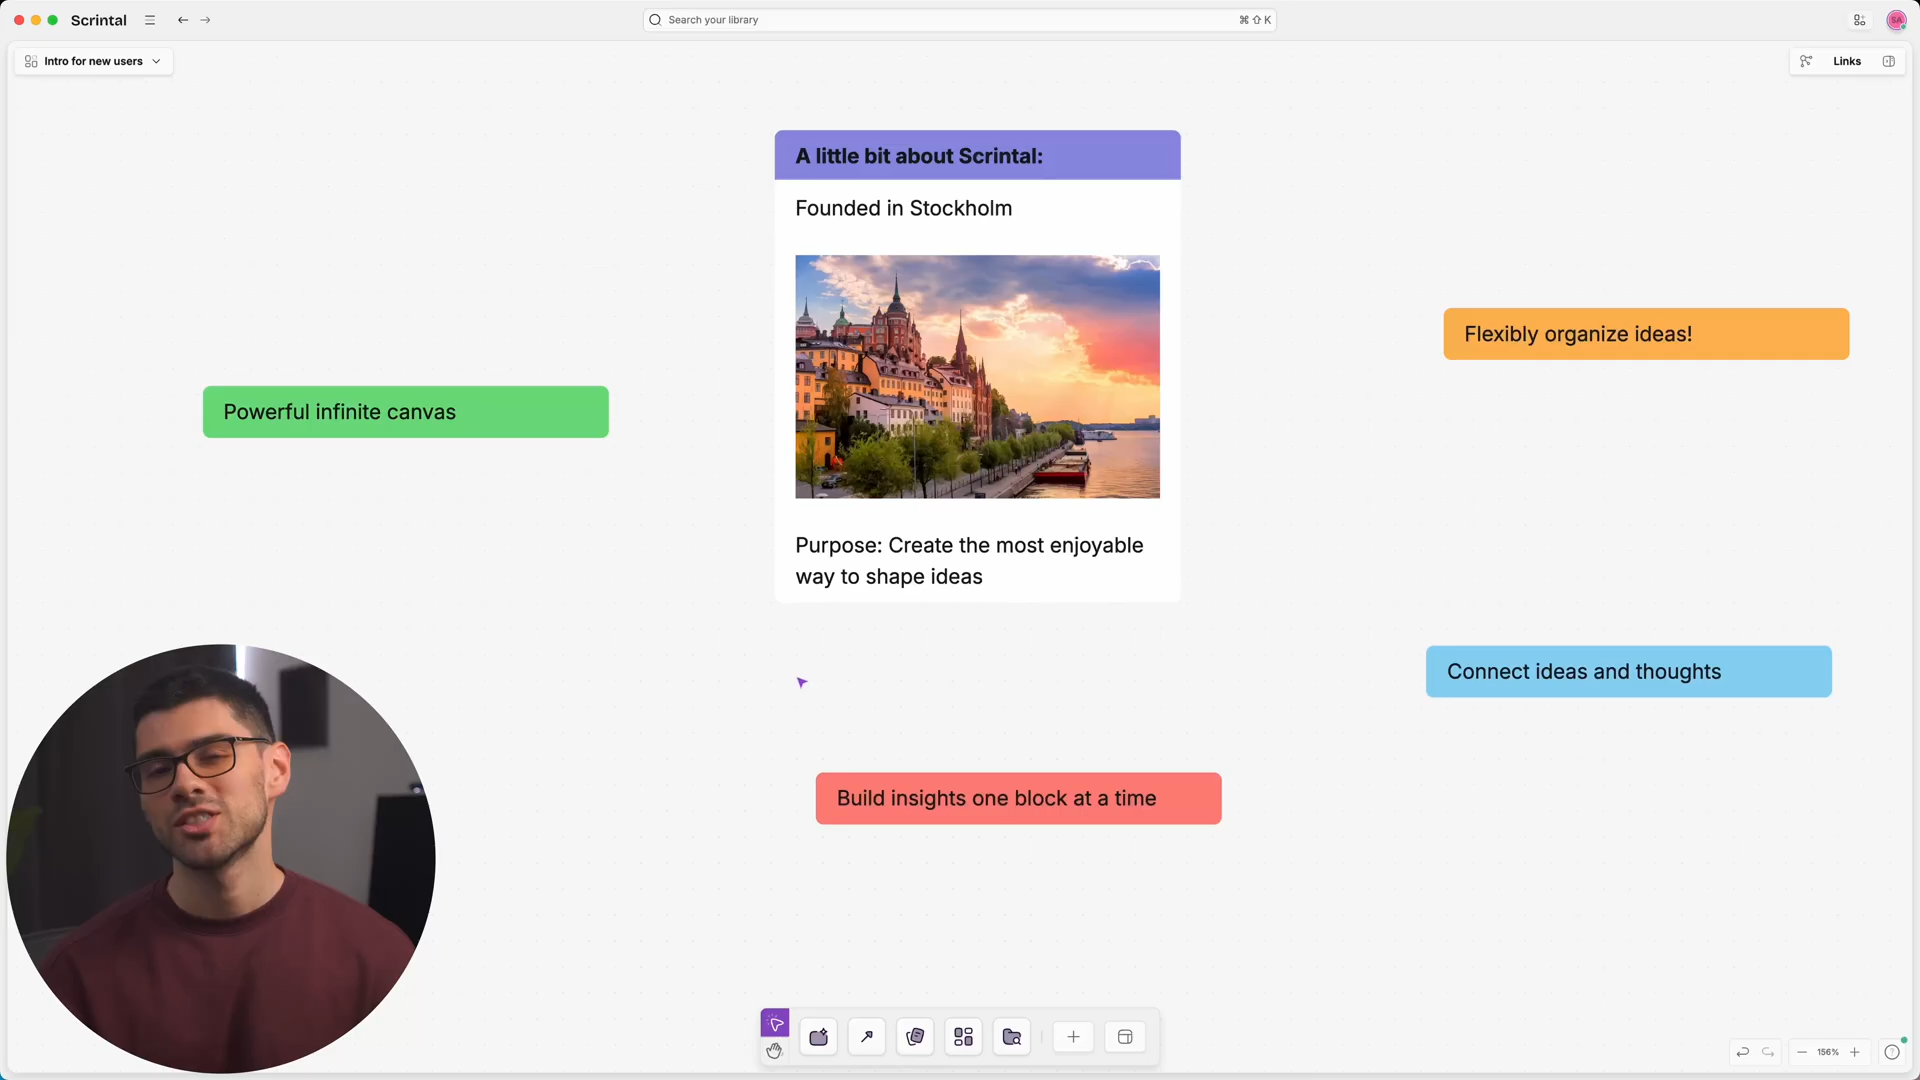 Scrintal
Search your library
⌘ ⇧ K
SA
Intro for new users
Links
A little bit about Scrintal:
Founded in Stockholm
Flexibly organize ideas!
Powerful infinite canvas
Purpose: Create the most enjoyable
way to shape ideas
Connect ideas and thoughts
Build insights one block at a time
156%